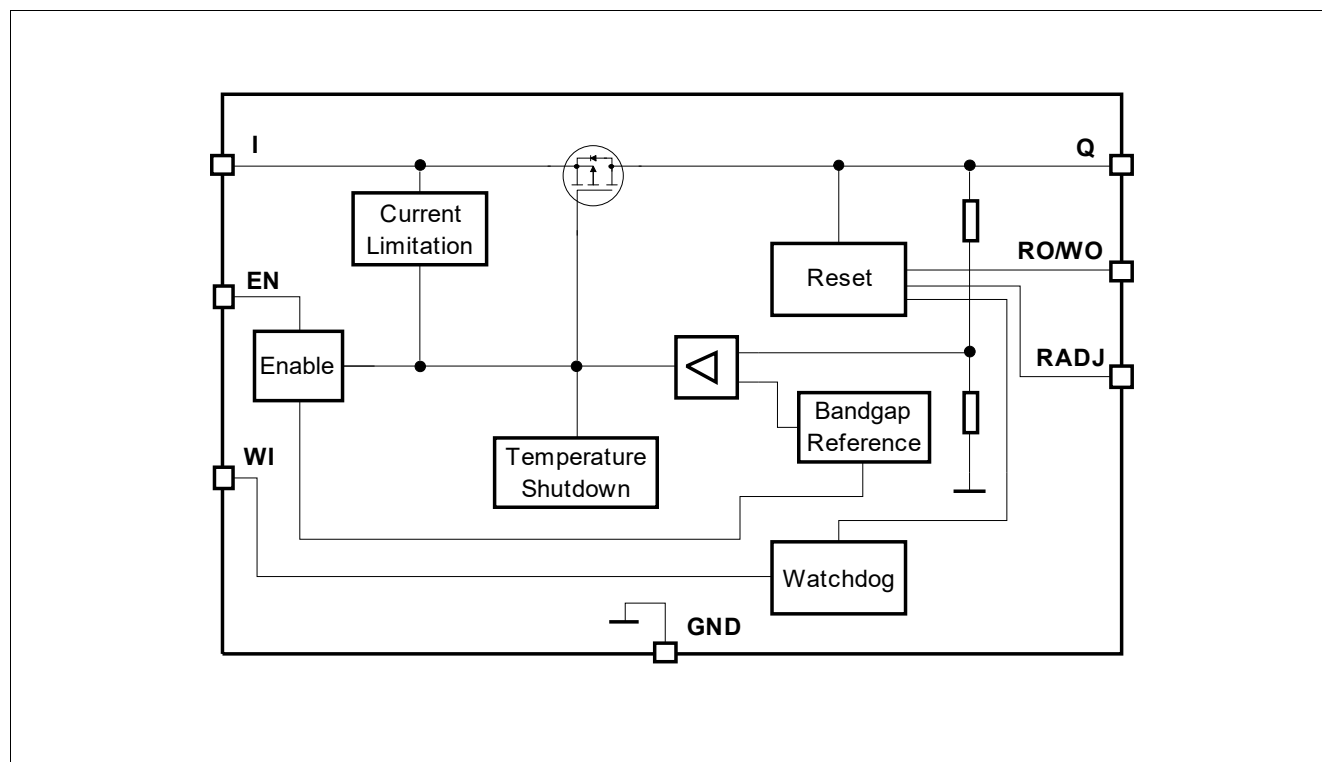 I
Q
Current
Limitation
RO/WO
Reset
EN
Enable
RADJ
Bandgap
Reference
WI
Temperature
Shutdown
Watchdog
GND